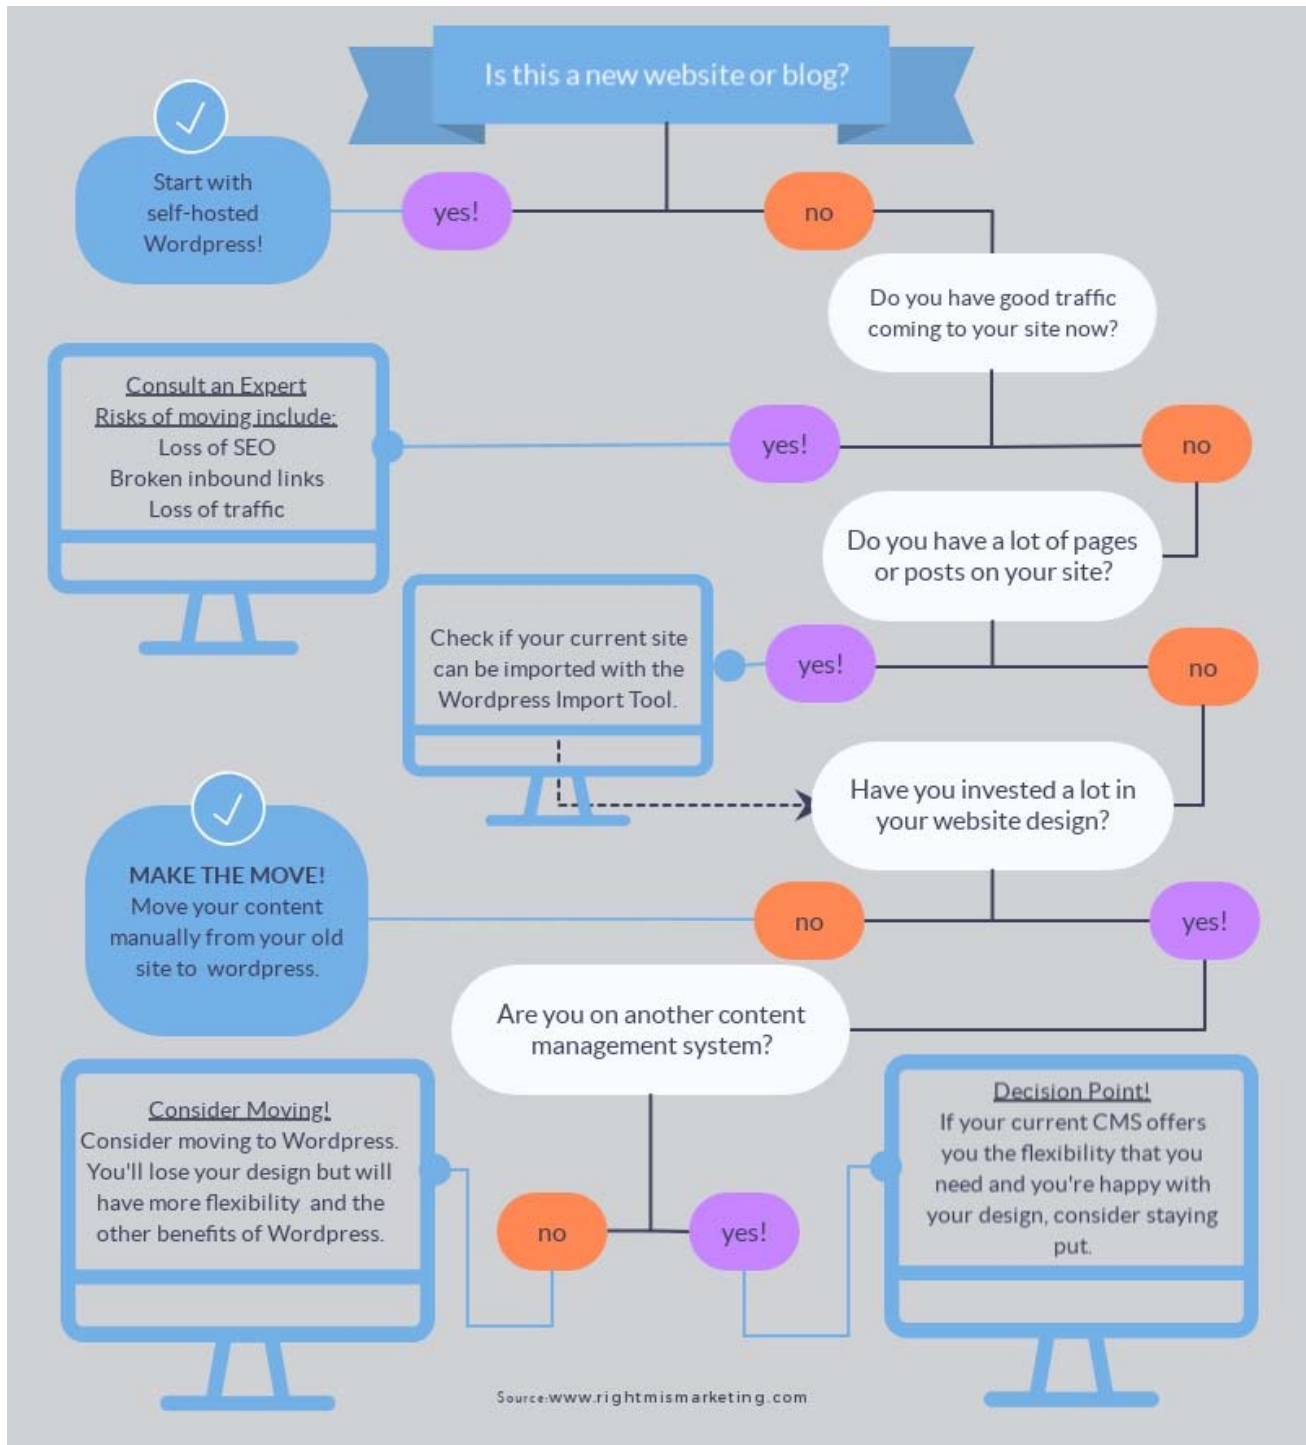 Is this a new website or blog?
Start with
self-hosted
Wordpress!
yes!
no
Do you have good traffic
coming to your site now?
Consult an Expert
Risks of moving include:
Loss of SEO
Broken inbound links
Loss of traffic
yes!
no
Do you have a lot of pages
or posts on your site?
Check if your current site
can be imported with the
Wordpress Import Tool.
yes!
no
Have you invested a lot in
your website design?
MAKE THE MOVE!
Move your content
manually from your old
site to wordpress.
no
yes!
Are you on another content
management system?
Consider Moving!
Consider moving to Wordpress.
You'll lose your design but will
have more flexibility and the
other benefits of Wordpress.
no
yes!
Decision Point!
If your current CMS offers
you the flexibility that you
need and you're happy with
your design, consider staying
put.
Source:www.rightmismarketing.com